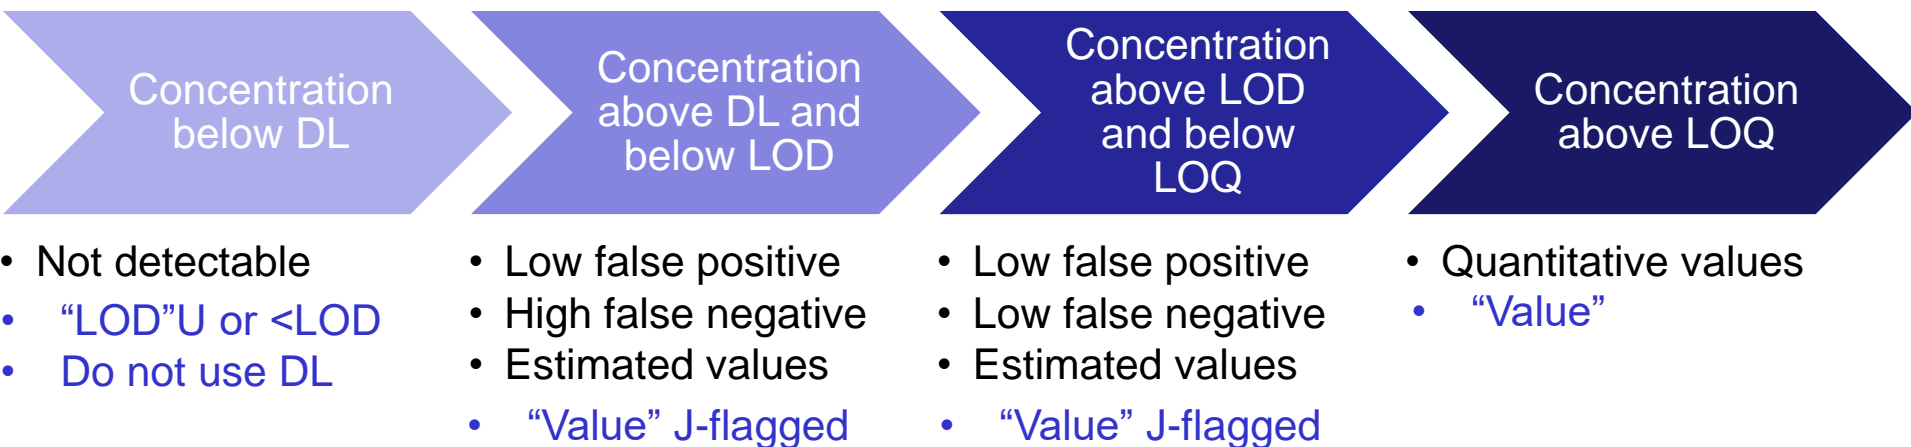 Concentration
below DL
Concentration
above DL and
below LOD
Concentration
above LOD
and below
LOQ
Concentration
above LOQ
• Not detectable
• “LOD”U or <LOD
• Do not use DL
• Low false positive
• High false negative
• Estimated values
• “Value” J-flagged
• Low false positive
• Low false negative
• Estimated values
• “Value” J-flagged
• Quantitative values
• “Value”